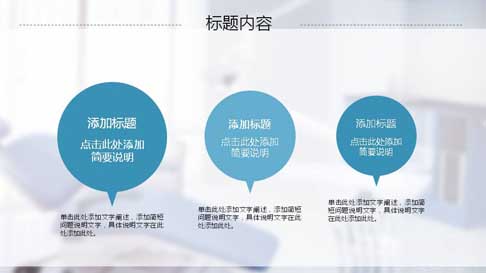 标题内容
添加标题
点击此处添加
简要说明
添加标题
点击此处添加
简要说明
添加标题
点击此处添加
简要说明
单击此处添加文字阐述，添加简短
问题说明文字，具体说明文字在此
处添加此处。
单击此处添加文字阐述，添加简短
问题说明文字，具体说明文字在此
处添加此处。
单击此处添加文字阐述，添加简短
问题说明文字，具体说明文字
在此处添加此处。